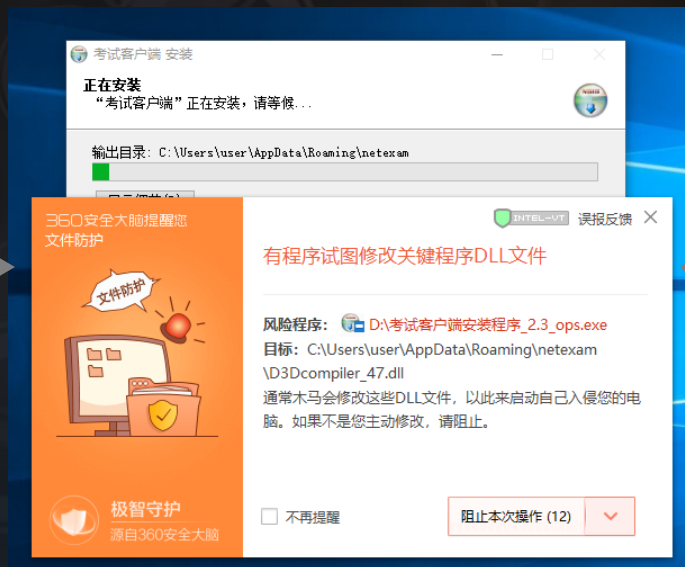 考试客户端 安装
正在安装
“考试客户端”正在安装，请等候...
输出目录: C:\Users\user\AppData\Roaming\netexam
360安全大脑提醒您
文件防护
文件防护
极智守护
源自360安全大脑
INTEL-VT 误报反馈
有程序试图修改关键程序DLL文件
风险程序： D:\考试客户端安装程序_2.3_ops.exe
目标：C:\Users\user\AppData\Roaming\netexam
\D3Dcompiler_47.dll
通常木马会修改这些DLL文件，以此来启动自己入侵您的电
脑。如果不是您主动修改，请阻止。
不再提醒
阻止本次操作 (12)